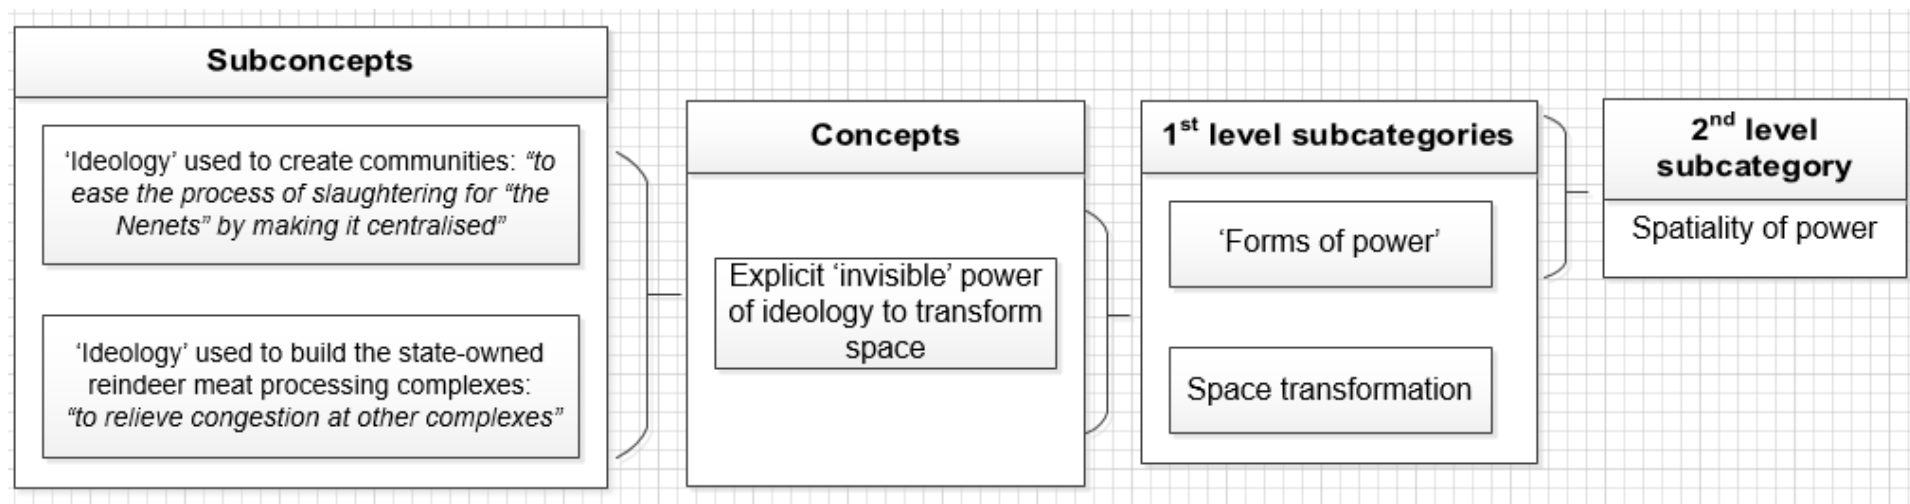 Subconcepts
‘Ideology’ used to create communities: “to
ease the process of slaughtering for “the
Nenets” by making it centralised”
‘Ideology’ used to build the state-owned
reindeer meat processing complexes:
“to relieve congestion at other complexes”
Concepts
Explicit ‘invisible’ power
of ideology to transform
space
1st level subcategories
‘Forms of power’
Space transformation
2nd level
subcategory
Spatiality of power